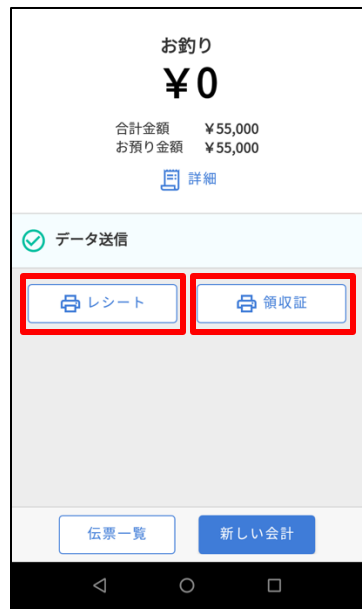 お釣り
¥0
合計金額 ¥55,000
お預り金額 ¥55,000
詳細
データ送信
レシート 領収証
伝票一覧 新しい会計